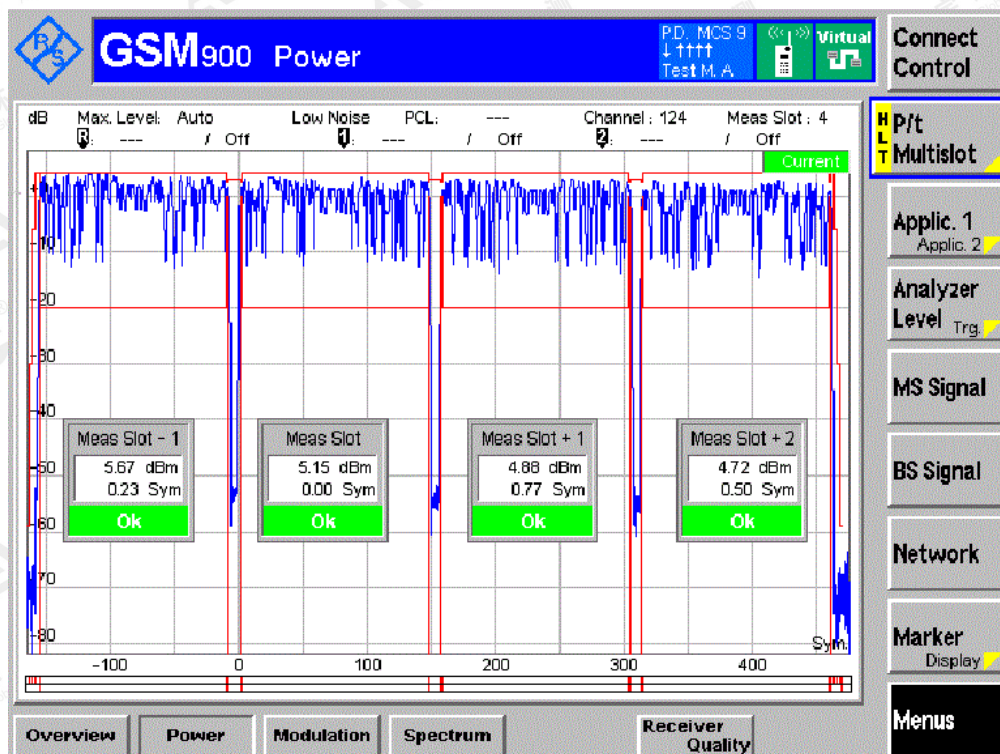 R S
GSM900 Power
P.D. MCS 9
↓↑↑↑↑
Test M. A.
Virtual
Connect
Control
dB Max. Level: Auto Low Noise PCL: --- Channel : 124 Meas Slot : 4
R: --- / Off 1: --- / Off 2: --- / Off
Current
H
L
T
P/t
Multislot
Applic. 1
Applic. 2
Analyzer
Level Trg.
MS Signal
BS Signal
Network
Marker
Display
Menus
+0
-10
-20
-30
-40
-50
-60
-70
-80
Meas Slot - 1
5.67 dBm
0.23 Sym
Ok
Meas Slot
5.15 dBm
0.00 Sym
Ok
Meas Slot + 1
4.88 dBm
0.77 Sym
Ok
Meas Slot + 2
4.72 dBm
0.50 Sym
Ok
Sym.
-100 0 100 200 300 400
Overview Power Modulation Spectrum Receiver
Quality